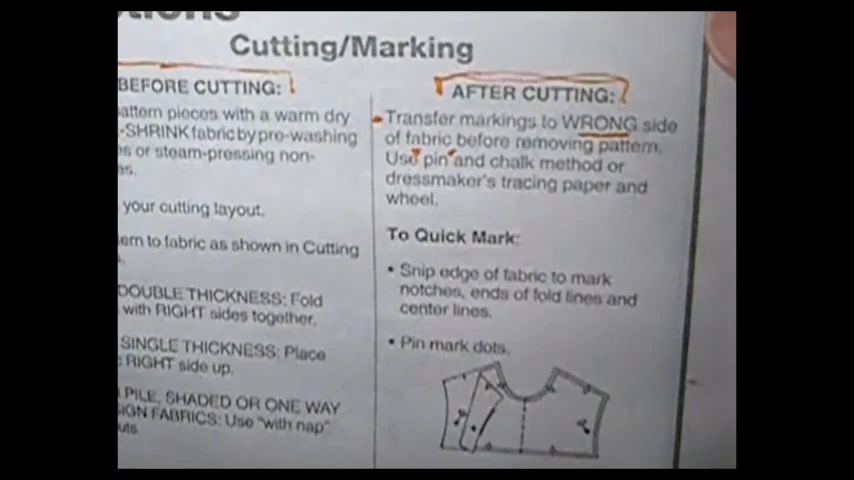 Cutting/Marking
BEFORE CUTTING:
pattern pieces with a warm dry
-SHRINK fabric by pre-washing
or steam-pressing non-
your cutting layout.
to fabric as shown in Cutting
DOUBLE THICKNESS: Fold
with RIGHT sides together.
SINGLE THICKNESS: Place
RIGHT side up.
PILE, SHADED OR ONE WAY
FABRICS: Use "with nap"
AFTER CUTTING:
Transfer markings to WRONG side
of fabric before removing pattern.
Use pin and chalk method or
dressmaker's tracing paper and
wheel.
To Quick Mark:
• Snip edge of fabric to mark
notches, ends of fold lines and
center lines.
• Pin mark dots.